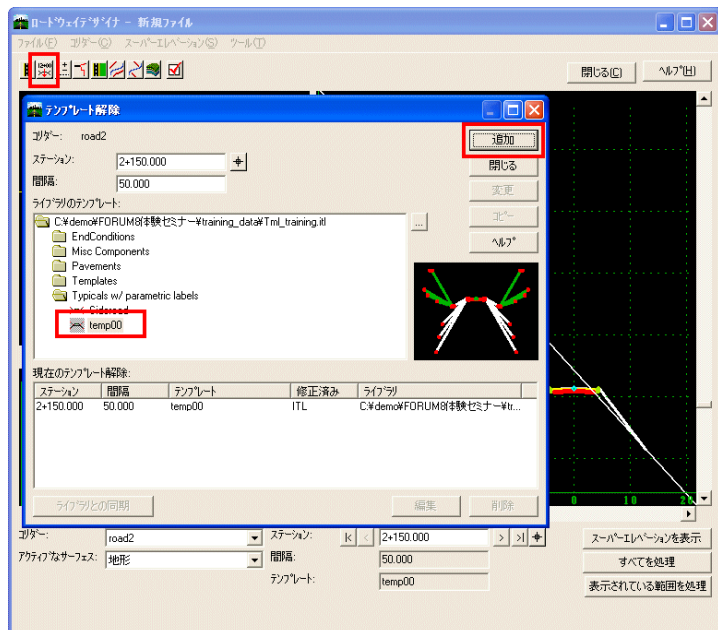 ロードウェイデザイナ - 新規ファイル
ファイル(F) コリダー(C) スーパーエレベーション(S) ツール(T)
閉じる(C) ヘルプ(H)
テンプレート解除
コリダー: road2
追加
ステーション: 2+150.000
閉じる
間隔: 50.000
変更
ライブラリのテンプレート:
コピー
C:¥demo¥FORUM8体験セミナー¥training_data¥Tml_training.itl
...
EndConditions
ヘルプ
Misc Components
Pavements
Templates
Typicals w/ parametric labels
Sideroad
temp00
現在のテンプレート解除:
ステーション 間隔 テンプレート 修正済み ライブラリ
2+150.000 50.000 temp00 ITL C:¥demo¥FORUM8体験セミナー¥tr...
ライブラリとの同期 編集 削除
0 10 20
コリダー: road2 ステーション: 2+150.000 スーパーエレベーションを表示
アクティブなサーフェス: 地形 間隔: 50.000 すべてを処理
テンプレート: temp00 表示されている範囲を処理